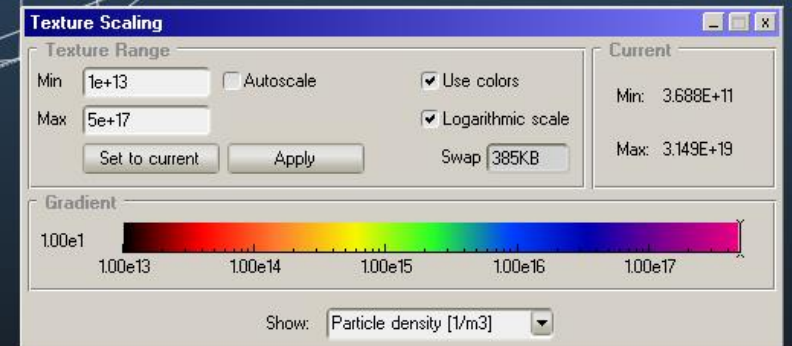 Texture Scaling
Texture Range
Current
Min 1e+13 Autoscale Use colors
Min: 3.688E+11
Max 5e+17 Logarithmic scale
Max: 3.149E+19
Set to current Apply Swap 385KB
Gradient
1.00e1
1.00e13 1.00e14 1.00e15 1.00e16 1.00e17
Show: Particle density [1/m3]